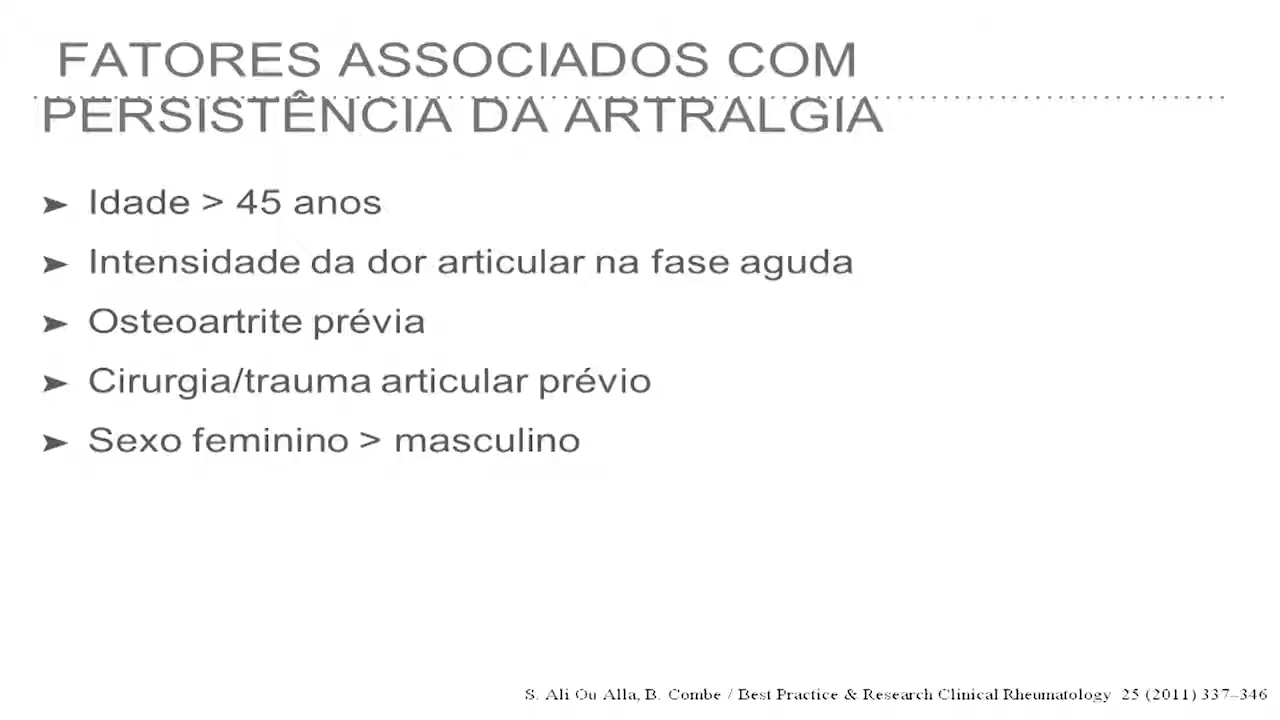 FATORES ASSOCIADOS COM
PERSISTÊNCIA DA ARTRALGIA
➤ Idade > 45 anos
➤ Intensidade da dor articular na fase aguda
➤ Osteoartrite prévia
➤ Cirurgia/trauma articular prévio
➤ Sexo feminino > masculino
S. Ali Ou Alla, B. Combe / Best Practice & Research Clinical Rheumatology 25 (2011) 337–346